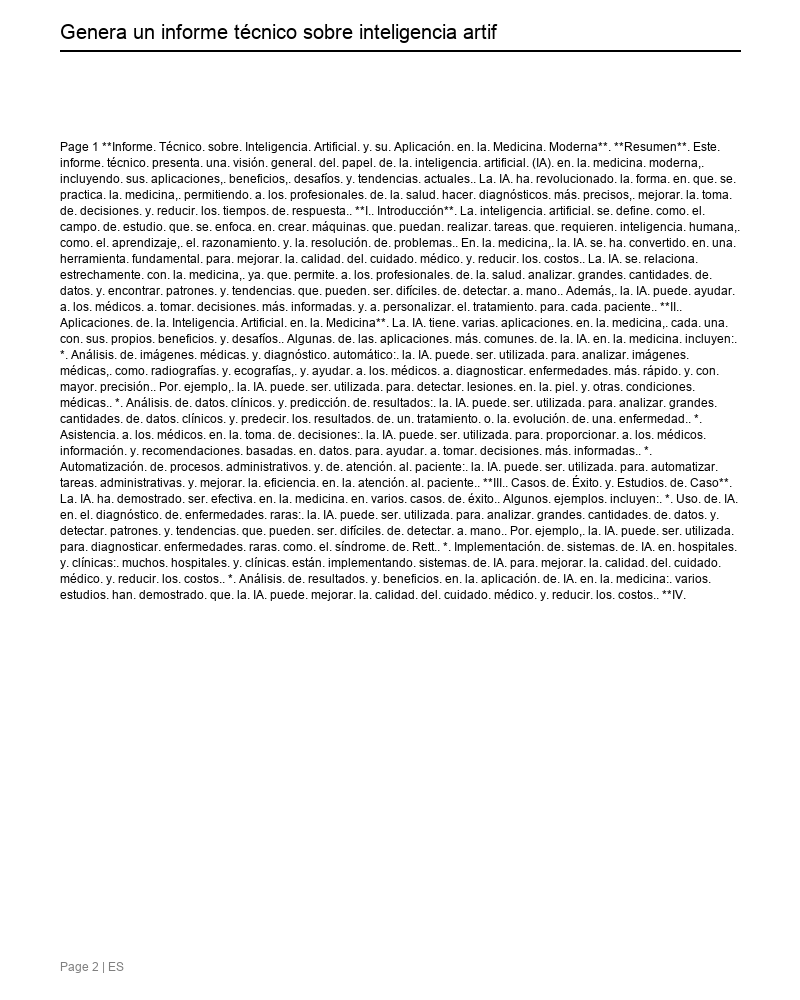 Genera un informe técnico sobre inteligencia artif
Page 1 **Informe. Técnico. sobre. Inteligencia. Artificial. y. su. Aplicación. en. la. Medicina. Moderna**. **Resumen**. Este.
informe. técnico. presenta. una. visión. general. del. papel. de. la. inteligencia. artificial. (IA). en. la. medicina. moderna,.
incluyendo. sus. aplicaciones,. beneficios,. desafíos. y. tendencias. actuales.. La. IA. ha. revolucionado. la. forma. en. que. se.
practica. la. medicina,. permitiendo. a. los. profesionales. de. la. salud. hacer. diagnósticos. más. precisos,. mejorar. la. toma.
de. decisiones. y. reducir. los. tiempos. de. respuesta.. **I.. Introducción**. La. inteligencia. artificial. se. define. como. el.
campo. de. estudio. que. se. enfoca. en. crear. máquinas. que. puedan. realizar. tareas. que. requieren. inteligencia. humana,.
como. el. aprendizaje,. el. razonamiento. y. la. resolución. de. problemas.. En. la. medicina,. la. IA. se. ha. convertido. en. una.
herramienta. fundamental. para. mejorar. la. calidad. del. cuidado. médico. y. reducir. los. costos.. La. IA. se. relaciona.
estrechamente. con. la. medicina,. ya. que. permite. a. los. profesionales. de. la. salud. analizar. grandes. cantidades. de.
datos. y. encontrar. patrones. y. tendencias. que. pueden. ser. difíciles. de. detectar. a. mano.. Además,. la. IA. puede. ayudar.
a. los. médicos. a. tomar. decisiones. más. informadas. y. a. personalizar. el. tratamiento. para. cada. paciente.. **II..
Aplicaciones. de. la. Inteligencia. Artificial. en. la. Medicina**. La. IA. tiene. varias. aplicaciones. en. la. medicina,. cada. una.
con. sus. propios. beneficios. y. desafíos.. Algunas. de. las. aplicaciones. más. comunes. de. la. IA. en. la. medicina. incluyen:.
*. Análisis. de. imágenes. médicas. y. diagnóstico. automático:. la. IA. puede. ser. utilizada. para. analizar. imágenes.
médicas,. como. radiografías. y. ecografías,. y. ayudar. a. los. médicos. a. diagnosticar. enfermedades. más. rápido. y. con.
mayor. precisión.. Por. ejemplo,. la. IA. puede. ser. utilizada. para. detectar. lesiones. en. la. piel. y. otras. condiciones.
médicas.. *. Análisis. de. datos. clínicos. y. predicción. de. resultados:. la. IA. puede. ser. utilizada. para. analizar. grandes.
cantidades. de. datos. clínicos. y. predecir. los. resultados. de. un. tratamiento. o. la. evolución. de. una. enfermedad.. *.
Asistencia. a. los. médicos. en. la. toma. de. decisiones:. la. IA. puede. ser. utilizada. para. proporcionar. a. los. médicos.
información. y. recomendaciones. basadas. en. datos. para. ayudar. a. tomar. decisiones. más. informadas.. *.
Automatización. de. procesos. administrativos. y. de. atención. al. paciente:. la. IA. puede. ser. utilizada. para. automatizar.
tareas. administrativas. y. mejorar. la. eficiencia. en. la. atención. al. paciente.. **III.. Casos. de. Éxito. y. Estudios. de. Caso**.
La. IA. ha. demostrado. ser. efectiva. en. la. medicina. en. varios. casos. de. éxito.. Algunos. ejemplos. incluyen:. *. Uso. de. IA.
en. el. diagnóstico. de. enfermedades. raras:. la. IA. puede. ser. utilizada. para. analizar. grandes. cantidades. de. datos. y.
detectar. patrones. y. tendencias. que. pueden. ser. difíciles. de. detectar. a. mano.. Por. ejemplo,. la. IA. puede. ser. utilizada.
para. diagnosticar. enfermedades. raras. como. el. síndrome. de. Rett.. *. Implementación. de. sistemas. de. IA. en. hospitales.
y. clínicas:. muchos. hospitales. y. clínicas. están. implementando. sistemas. de. IA. para. mejorar. la. calidad. del. cuidado.
médico. y. reducir. los. costos.. *. Análisis. de. resultados. y. beneficios. en. la. aplicación. de. IA. en. la. medicina:. varios.
estudios. han. demostrado. que. la. IA. puede. mejorar. la. calidad. del. cuidado. médico. y. reducir. los. costos.. **IV.
Page 2 | ES